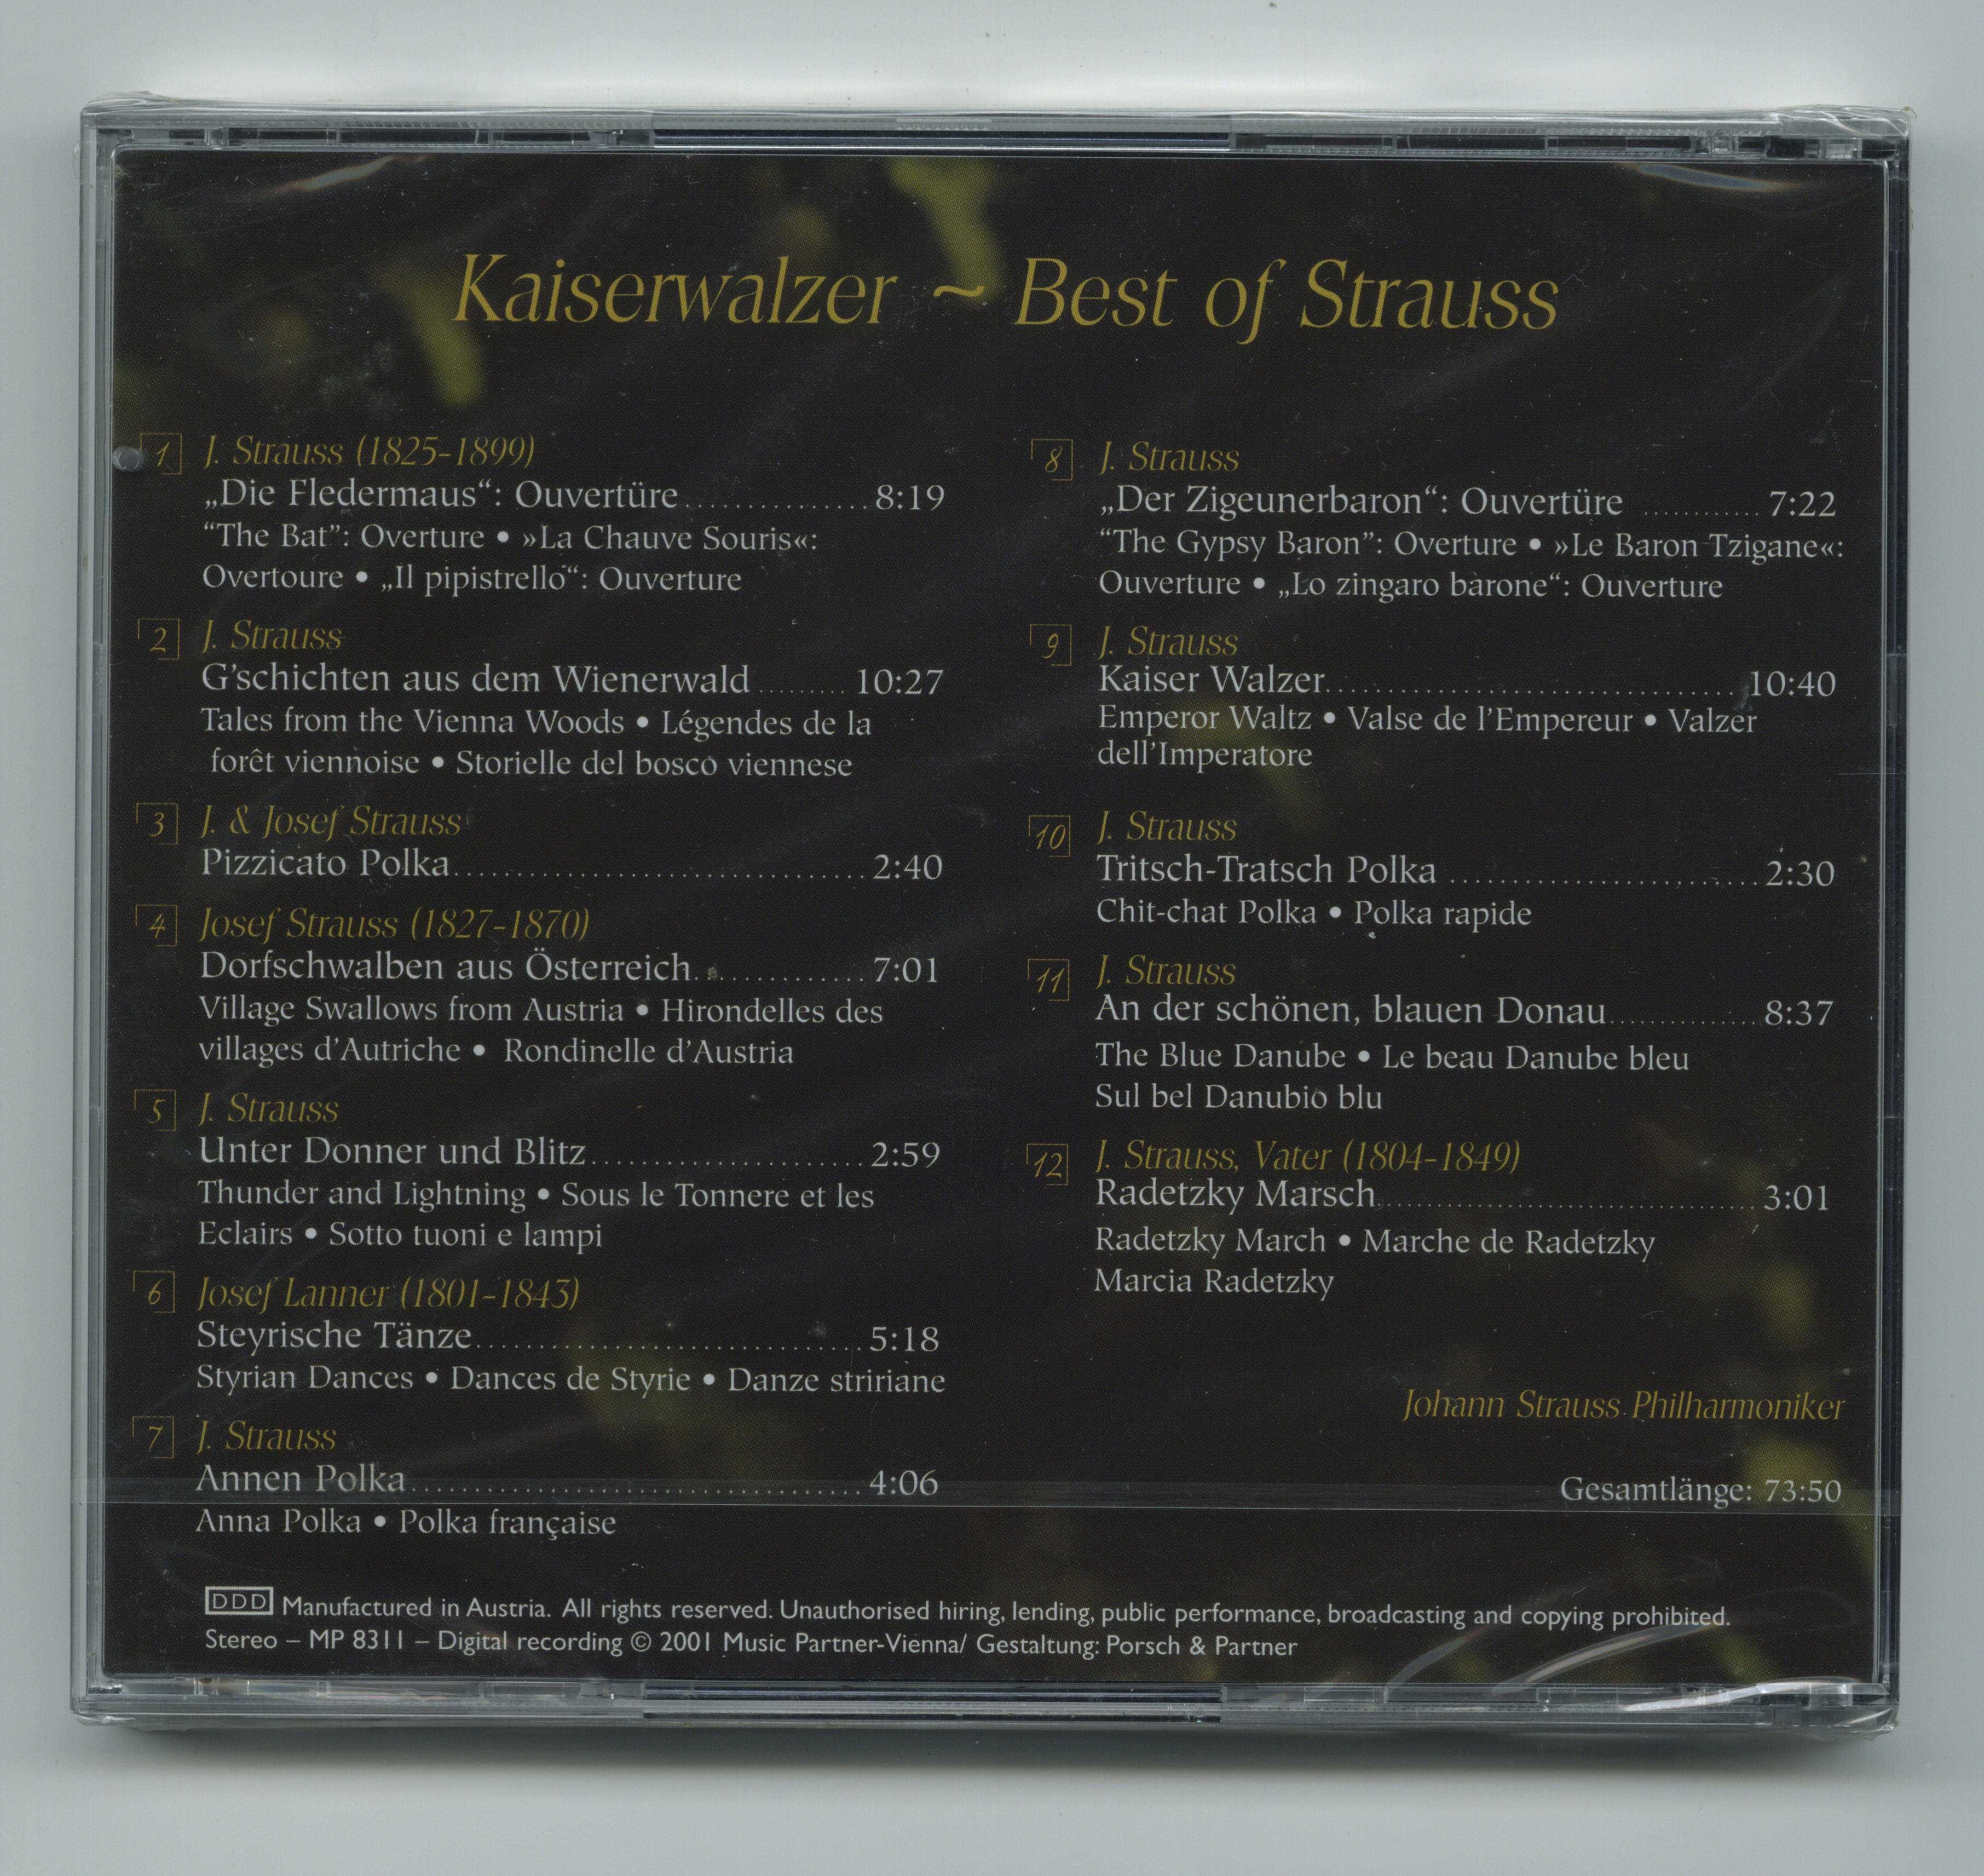 Kaiserwalzer ~ Best of Strauss
1 J. Strauss (1825-1899)
„Die Fledermaus“: Ouvertüre.............. 8:19
“The Bat”: Overture • »La Chauve Souris«:
Overtoure • „Il pipistrello“: Ouverture
2 J. Strauss
G'schichten aus dem Wienerwald ......... 10:27
Tales from the Vienna Woods • Légendes de la
forêt viennoise • Storielle del bosco viennese
3 J. & Josef Strauss
Pizzicato Polka................................. 2:40
4 Josef Strauss (1827-1870)
Dorfschwalben aus Österreich.............. 7:01
Village Swallows from Austria • Hirondelles des
villages d'Autriche • Rondinelle d'Austria
5 J. Strauss
Unter Donner und Blitz...................... 2:59
Thunder and Lightning • Sous le Tonnere et les
Eclairs • Sotto tuoni e lampi
6 Josef Lanner (1801-1843)
Steyrische Tänze............................... 5:18
Styrian Dances • Dances de Styrie • Danze stririane
7 J. Strauss
Annen Polka.................................... 4:06
Anna Polka • Polka française
8 J. Strauss
„Der Zigeunerbaron“: Ouvertüre ............ 7:22
“The Gypsy Baron”: Overture • »Le Baron Tzigane«:
Ouverture • „Lo zingaro barone“: Ouverture
9 J. Strauss
Kaiser Walzer................................. 10:40
Emperor Waltz • Valse de l'Empereur • Valzer
dell'Imperatore
10 J. Strauss
Tritsch-Tratsch Polka ......................... 2:30
Chit-chat Polka • Polka rapide
11 J. Strauss
An der schönen, blauen Donau............. 8:37
The Blue Danube • Le beau Danube bleu
Sul bel Danubio blu
12 J. Strauss, Vater (1804-1849)
Radetzky Marsch............................... 3:01
Radetzky March • Marche de Radetzky
Marcia Radetzky
Johann Strauss Philharmoniker
Gesamtlänge: 73:50
DDD Manufactured in Austria. All rights reserved. Unauthorised hiring, lending, public performance, broadcasting and copying prohibited.
Stereo – MP 8311 – Digital recording © 2001 Music Partner-Vienna/ Gestaltung: Porsch & Partner